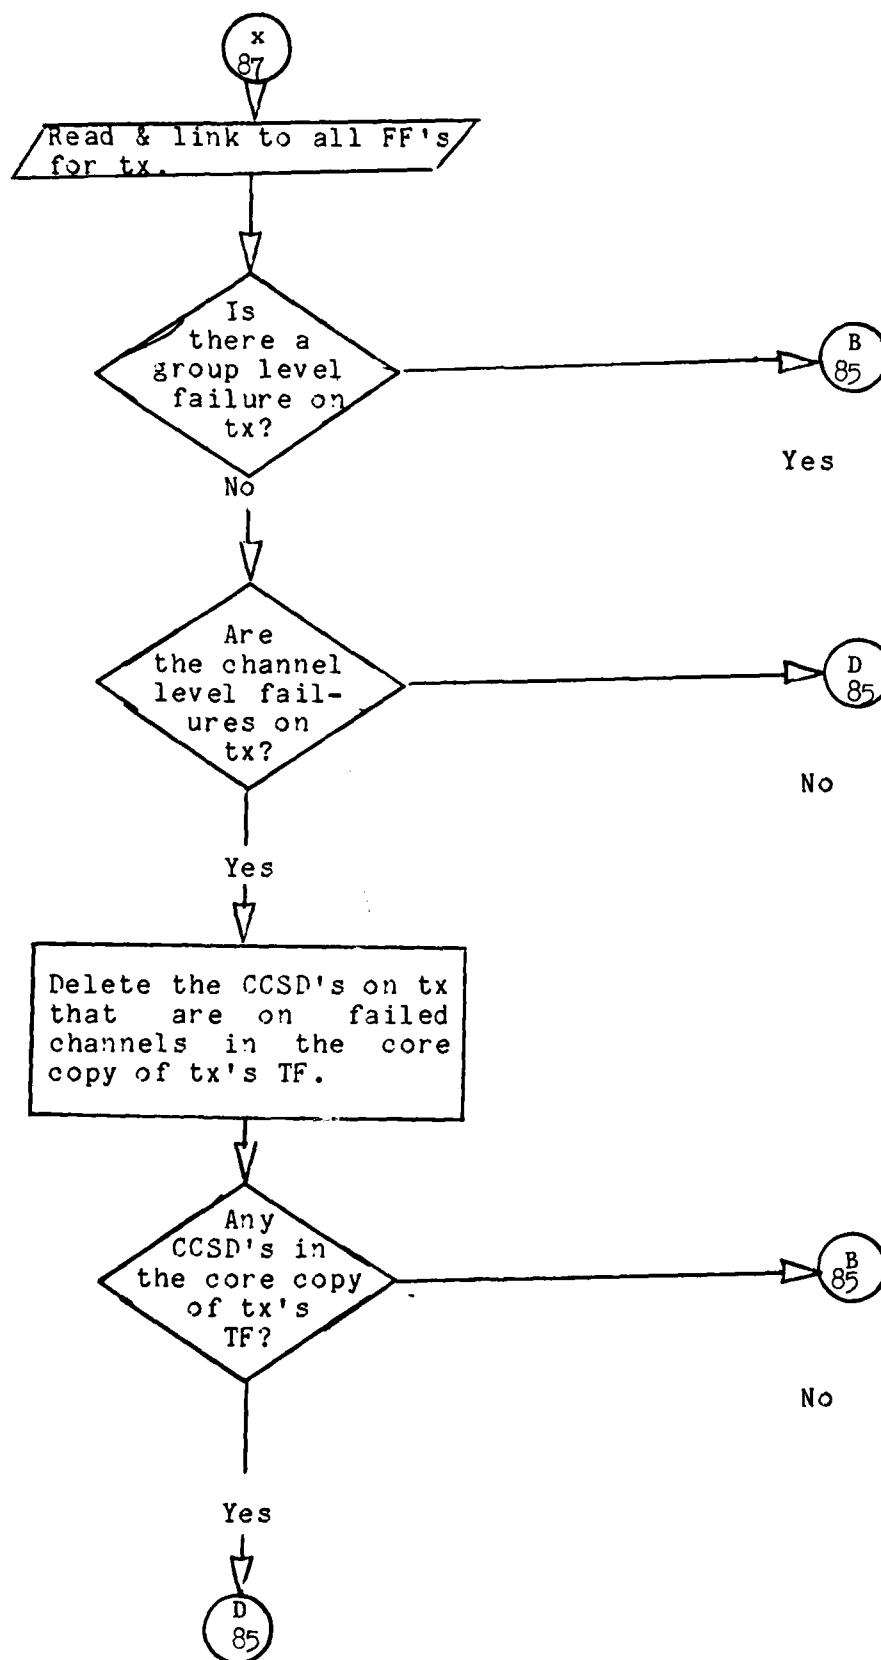 x
87
Read & link to all FF's
for tx.
Is
there a
group level
failure on
tx?
B
85
Yes
No
Are
the channel
level fail-
ures on
tx?
D
85
No
Yes
Delete the CCSD's on tx
that are on failed
channels in the core
copy of tx's TF.
Any
CCSD's in
the core copy
of tx's
TF?
B
85
No
Yes
D
85